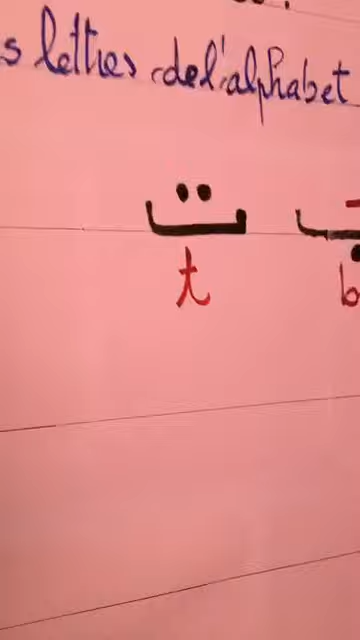 s lettres de l'alphabet
ت ب
t b